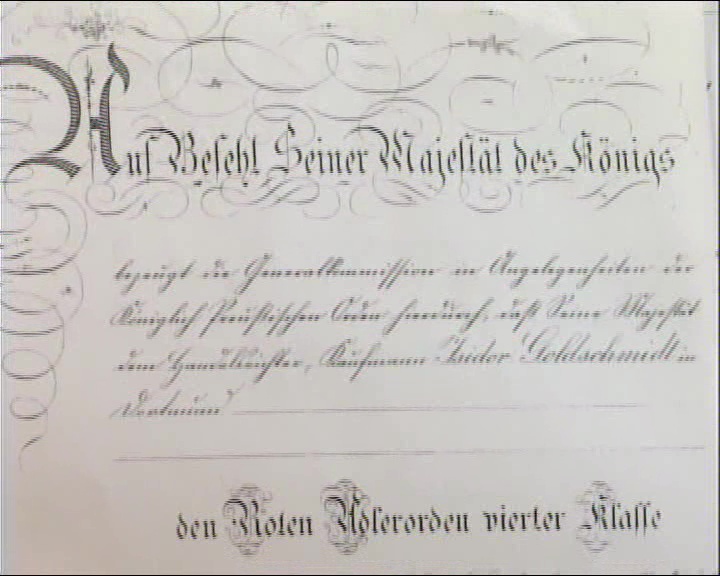 Auf Befehl Seiner Majestät des Königs
bezeugt die Generalkommission in Angelegenheiten der
Königlich Preußischen Orden hierdurch, daß Seine Majestät
dem Handelsrichter, Kaufmann Isidor Goldschmidt in
Dortmund
den Roten Adlerorden vierter Klasse